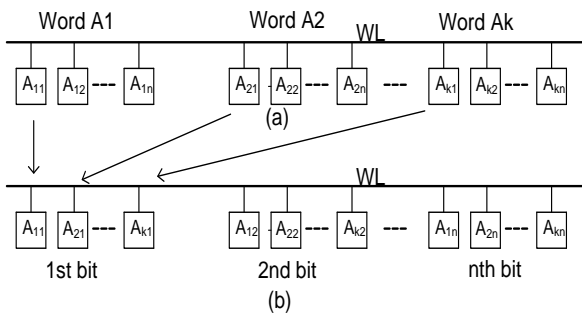 Word A1 Word A2 WL Word Ak
A11 A12 --- A1n A21 A22 --- A2n --- Ak1 Ak2 --- Akn
(a)
WL
A11 A21 --- Ak1 A12 A22 --- Ak2 --- A1n A2n --- Akn
1st bit 2nd bit nth bit
(b)